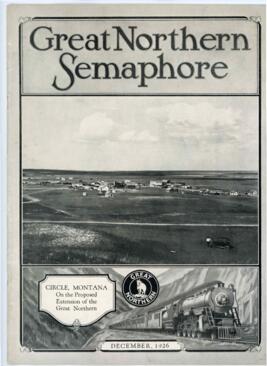 Great Northern
Semaphore
CIRCLE, MONTANA
On the Proposed
Extension of the
Great Northern
GREAT
NORTHERN
DECEMBER, 1926